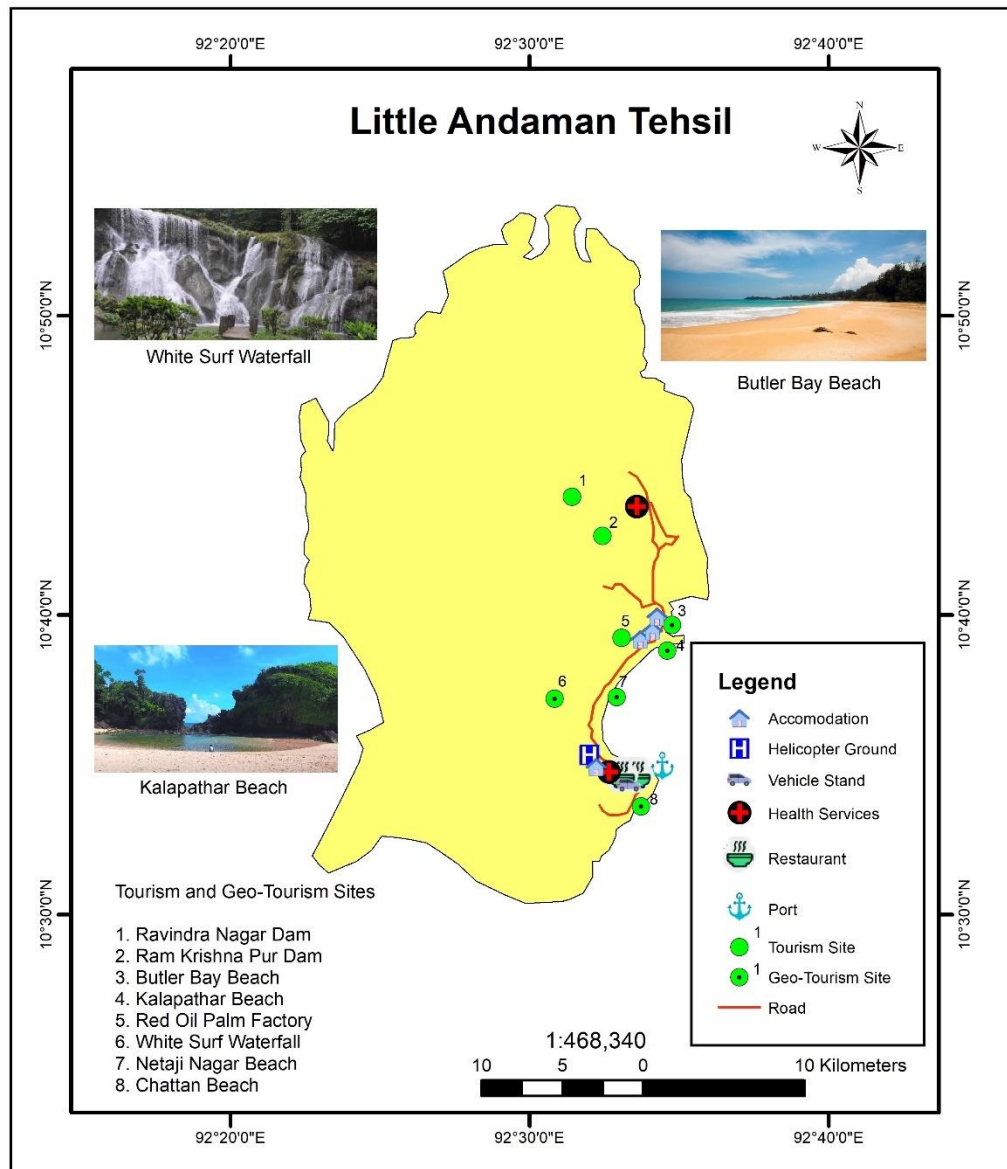 92°20'0"E 92°30'0"E 92°40'0"E
Little Andaman Tehsil
N
W E
S
10°50'0"N 10°50'0"N
White Surf Waterfall
Butler Bay Beach
1
2
10°40'0"N 10°40'0"N
3
5
4
6
7
Kalapathar Beach
H
8
Legend
Accomodation
H Helicopter Ground
Vehicle Stand
Health Services
Restaurant
Port
1 Tourism Site
1 Geo-Tourism Site
Road
10°30'0"N 10°30'0"N
Tourism and Geo-Tourism Sites
1. Ravindra Nagar Dam
2. Ram Krishna Pur Dam
3. Butler Bay Beach
4. Kalapathar Beach
5. Red Oil Palm Factory
6. White Surf Waterfall
7. Netaji Nagar Beach
8. Chattan Beach
1:468,340
10 5 0 10 Kilometers
92°20'0"E 92°30'0"E 92°40'0"E